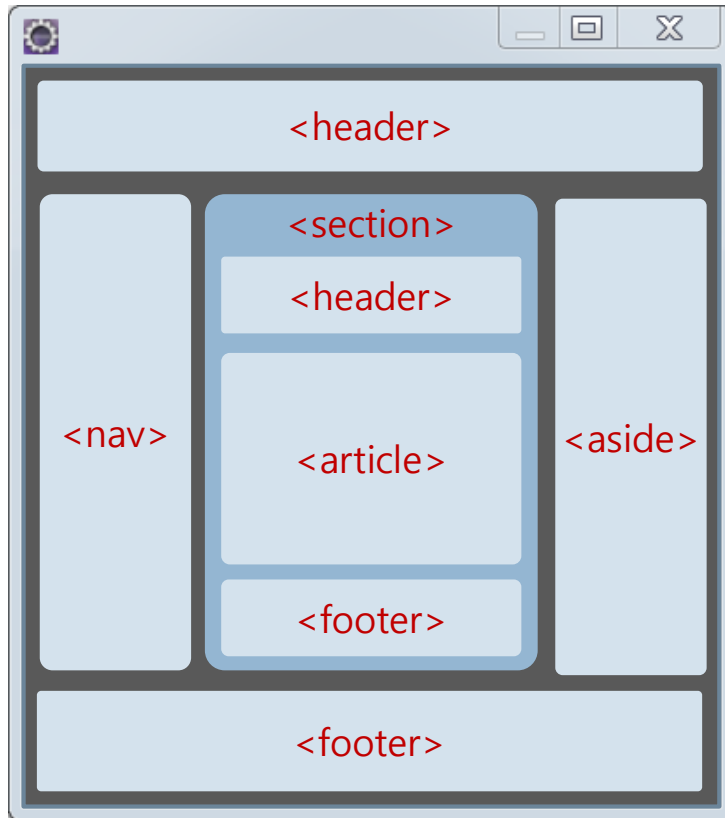 <header>
<section>
<header>
<nav>
<article>
<aside>
<footer>
<footer>